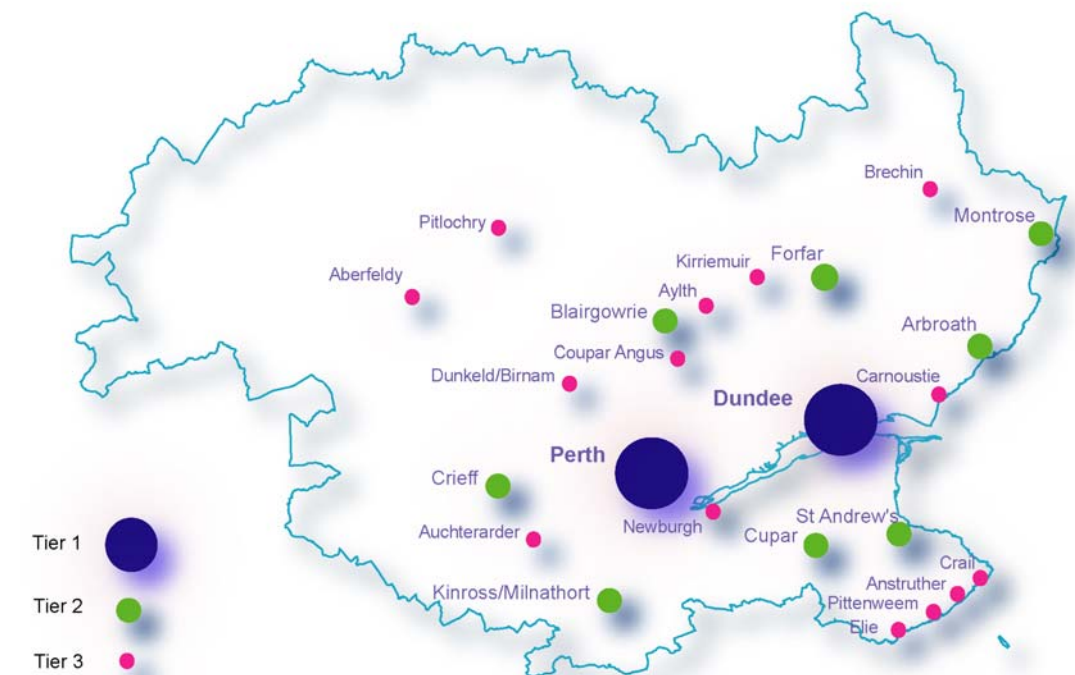 Brechin
Montrose
Pitlochry
Forfar
Kirriemuir
Aberfeldy
Aylth
Blairgowrie
Arbroath
Coupar Angus
Dunkeld/Birnam
Carnoustie
Dundee
Perth
Crieff
St Andrew's
Newburgh
Auchterarder
Cupar
Tier 1
Crail
Anstruther
Kinross/Milnathort
Pittenweem
Tier 2
Elie
Tier 3